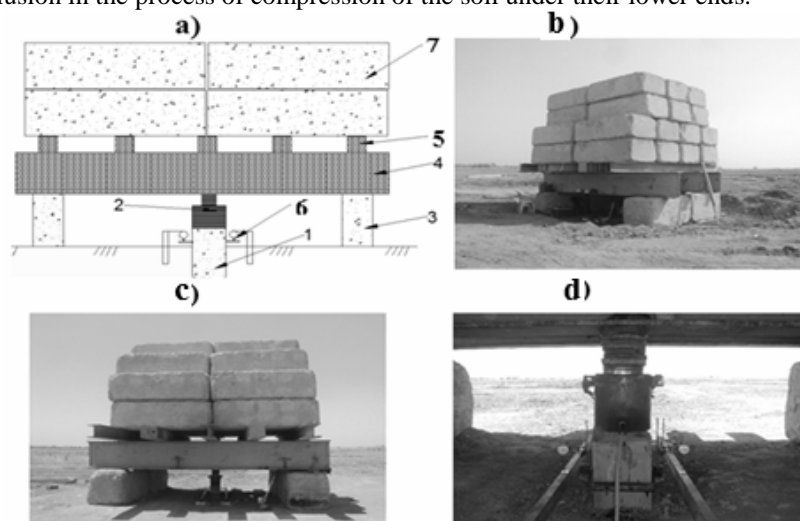 fusion in the process of compression of the soil under their lower ends.
a)
b)
7
5
4
2
6
3
1
c)
d)